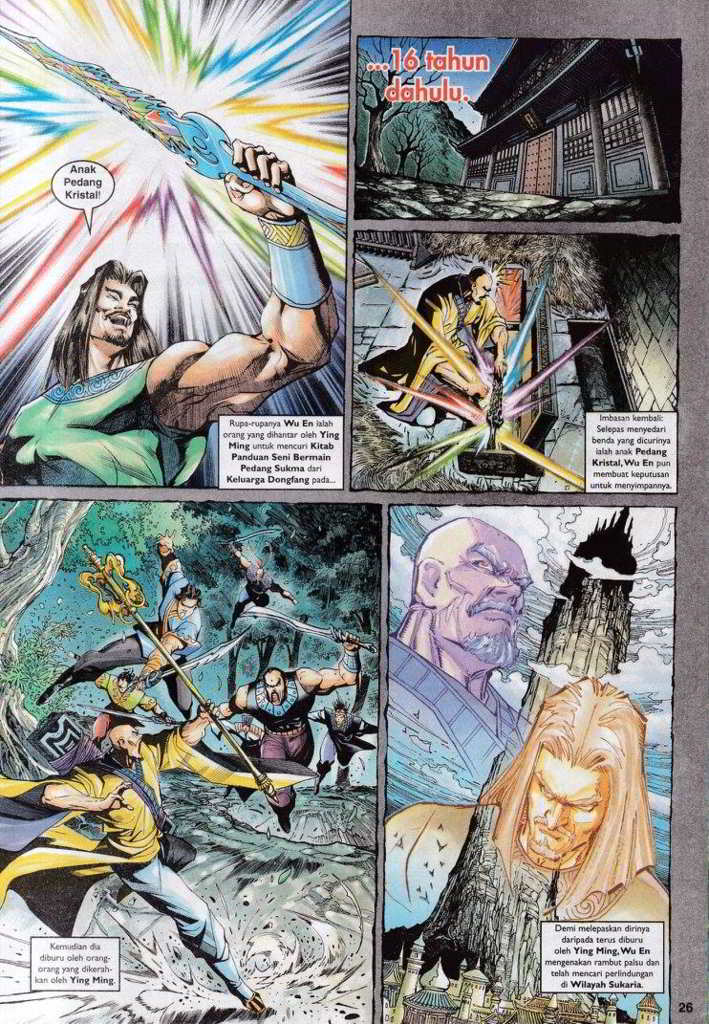 Anak
Pedang
Kristal!
Rupa-rupanya Wu En ialah
orang yang dihantar oleh Ying
Ming untuk mencuri Kitab
Panduan Seni Bermain
Pedang Sukma dari
Keluarga Dongfang pada...
...16 tahun
dahulu.
Imbasan kembali:
Selepas menyedari
benda yang dicurinya
ialah anak Pedang
Kristal, Wu En pun
membuat keputusan
untuk menyimpannya.
Kemudian dia
diburu oleh orang-
orang yang dikerah-
kan oleh Ying Ming.
Demi melepaskan dirinya
daripada terus diburu
oleh Ying Ming, Wu En
mengenakan rambut palsu dan
telah mencari perlindungan
di Wilayah Sukaria.
26